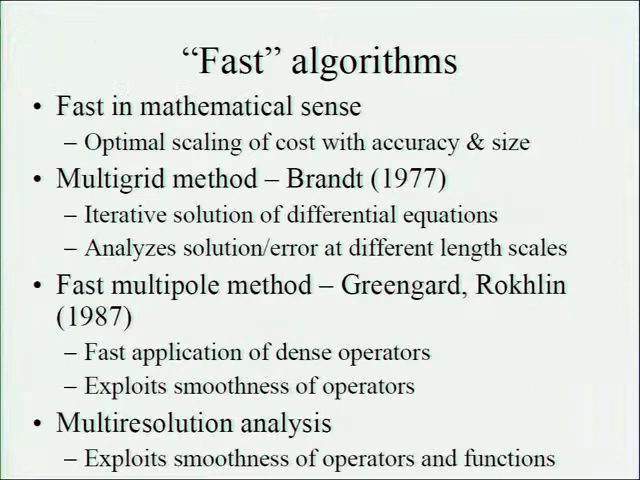 “Fast” algorithms
• Fast in mathematical sense
– Optimal scaling of cost with accuracy & size
• Multigrid method – Brandt (1977)
– Iterative solution of differential equations
– Analyzes solution/error at different length scales
• Fast multipole method – Greengard, Rokhlin
(1987)
– Fast application of dense operators
– Exploits smoothness of operators
• Multiresolution analysis
– Exploits smoothness of operators and functions